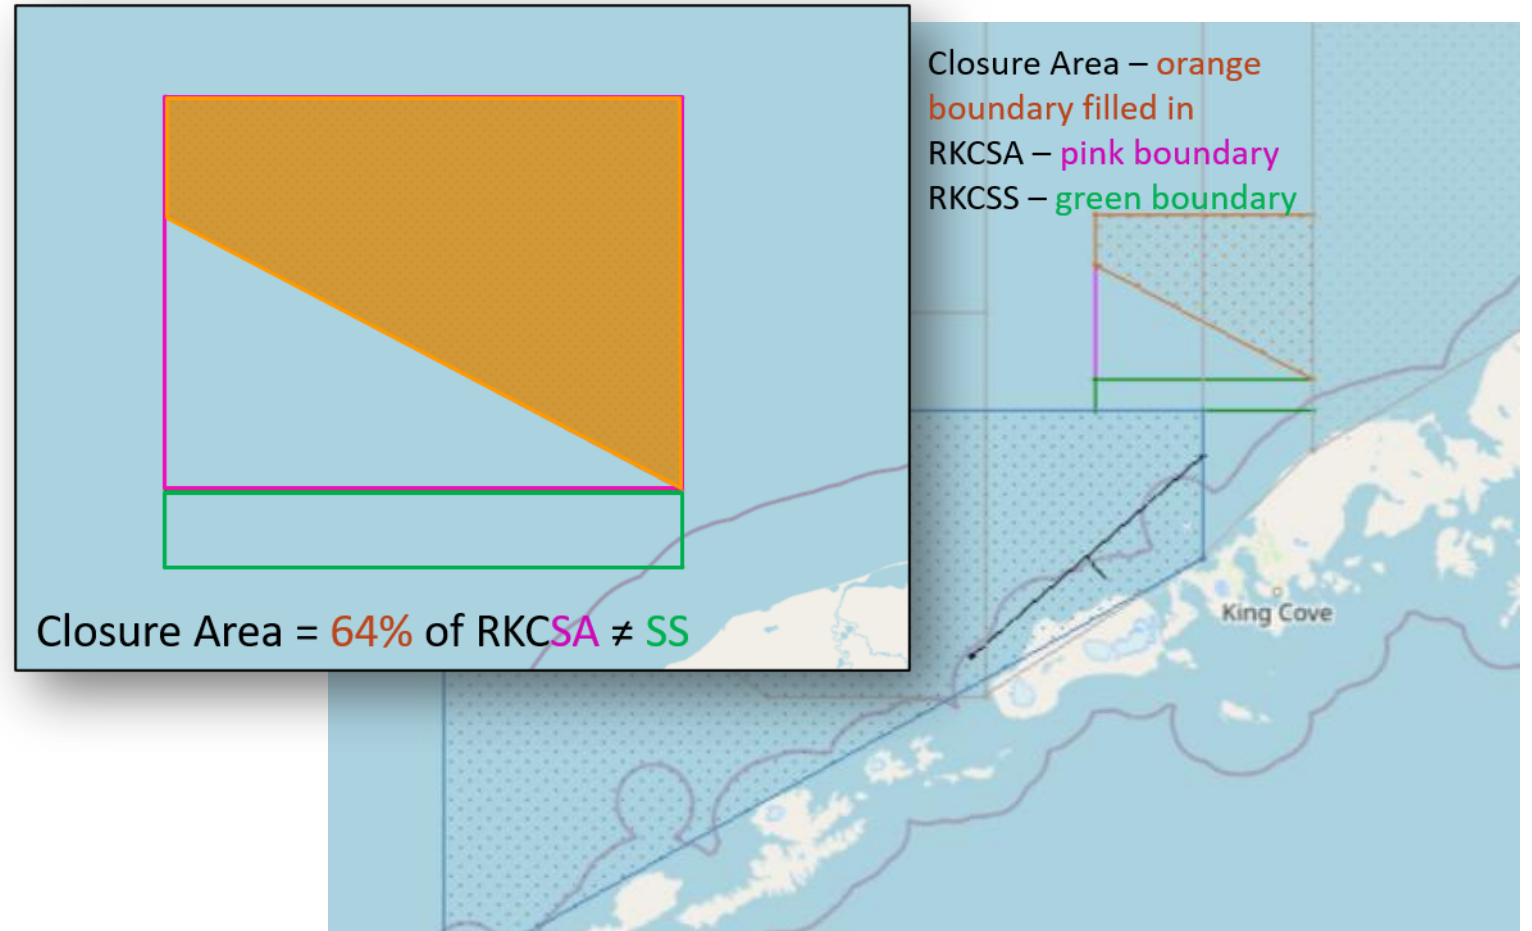 Closure Area – orange
boundary filled in
RKCSA – pink boundary
RKCSS – green boundary
Closure Area = 64% of RKCSA ≠ SS
King Cove